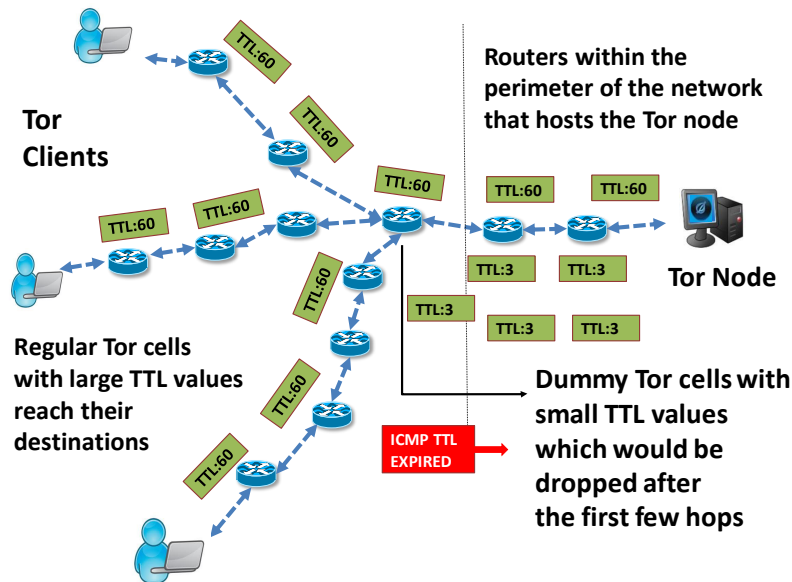 TTL:60
TTL:60
Routers within the
perimeter of the network
that hosts the Tor node
Tor
Clients
TTL:60
TTL:60
TTL:60
TTL:60
TTL:60
TTL:60
TTL:3
TTL:3
Tor Node
TTL:3
TTL:3
TTL:3
Regular Tor cells
with large TTL values
reach their
destinations
TTL:60
TTL:60
Dummy Tor cells with
small TTL values
which would be
dropped after
the first few hops
ICMP TTL
EXPIRED